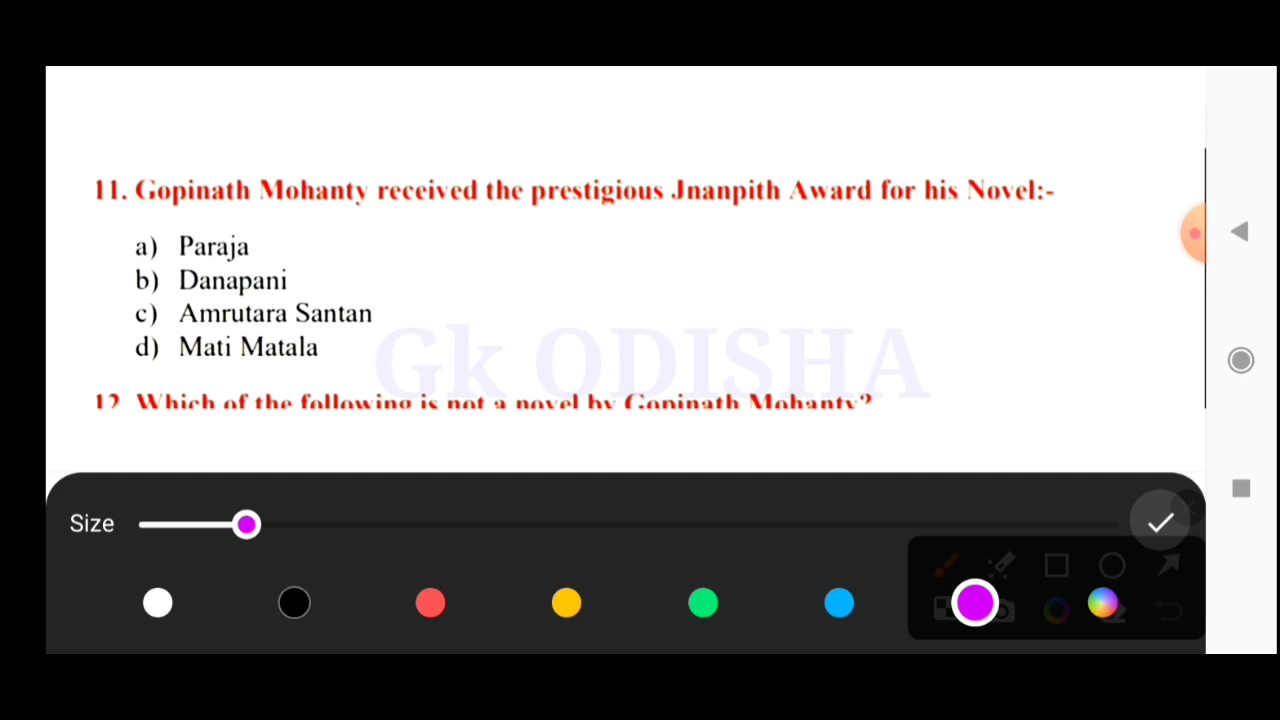 11. Gopinath Mohanty received the prestigious Jnanpith Award for his Novel:-
a) Paraja
b) Danapani
c) Amrutara Santan
d) Mati Matala
Gk ODISHA
12. Which of the following is not a novel by Gopinath Mohanty?
Size